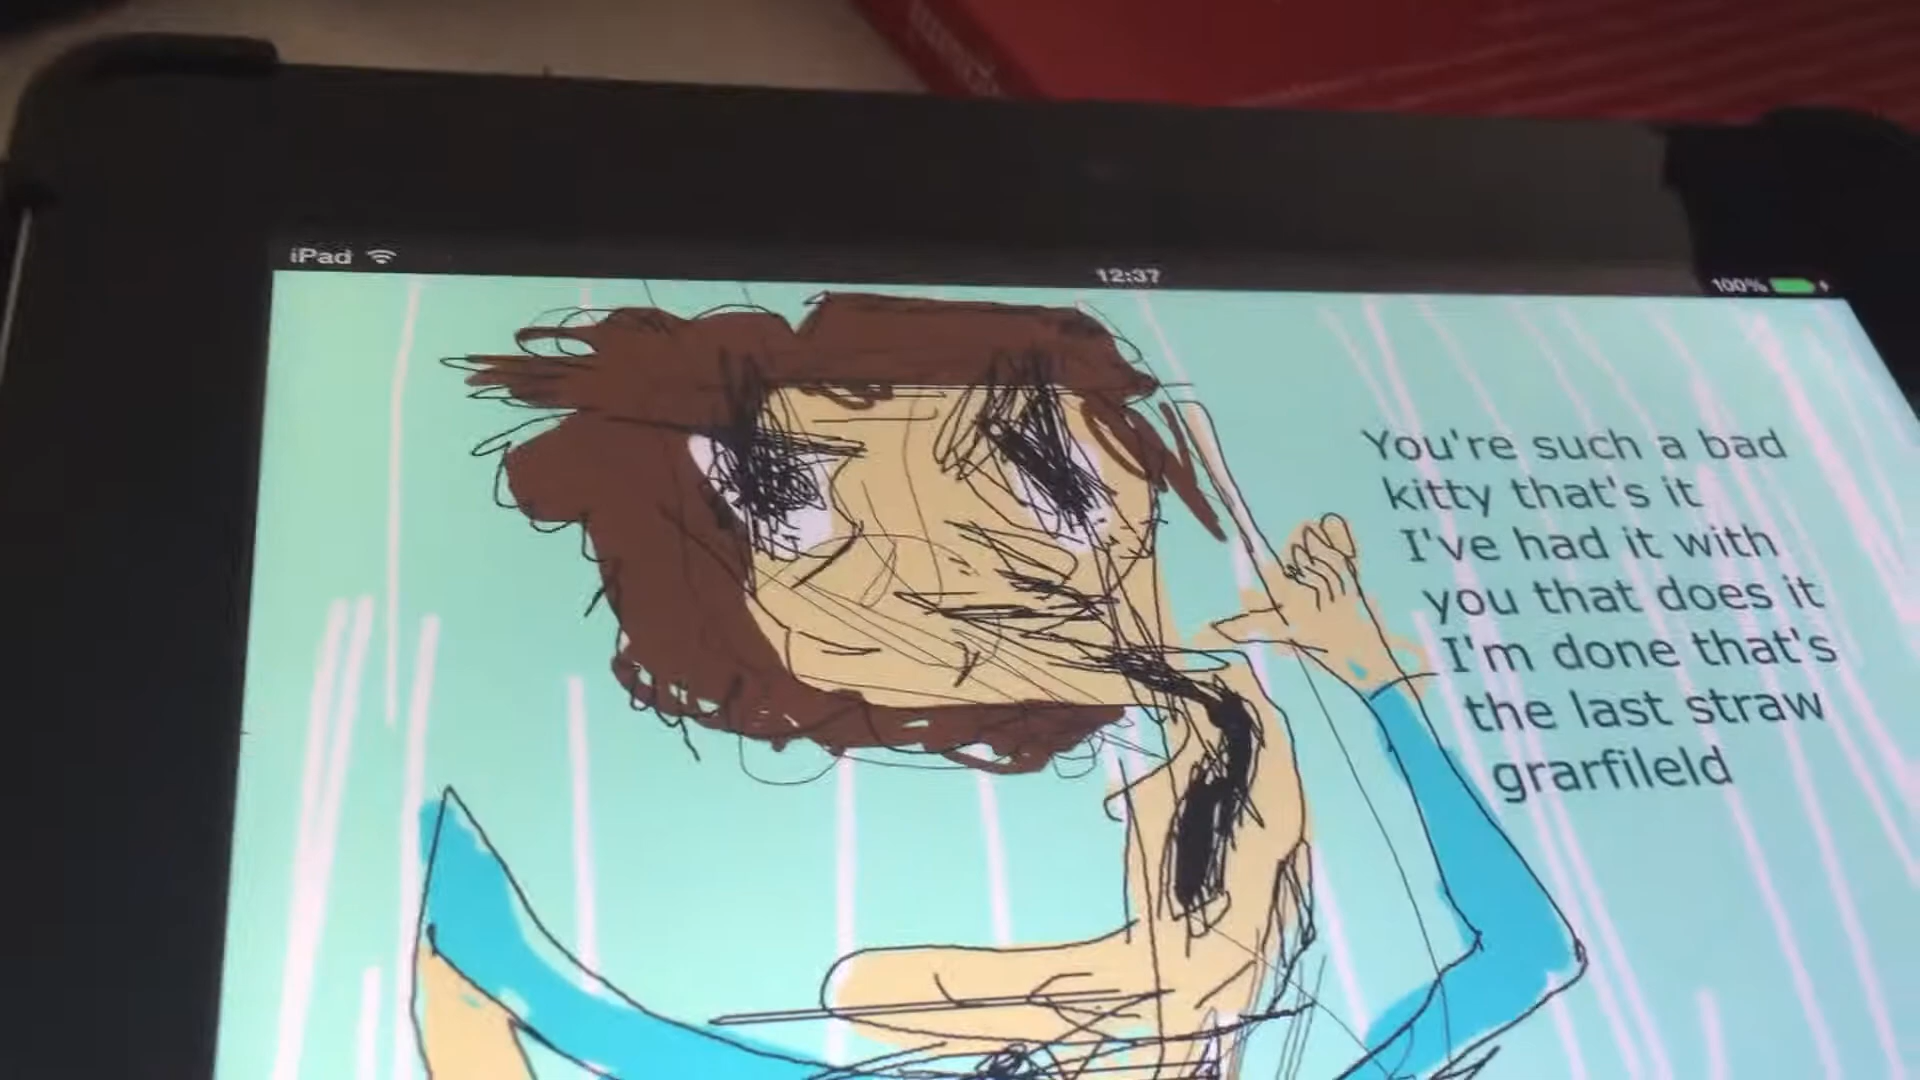 iPad
12:37
100%
You're such a bad
kitty that's it
I've had it with
you that does it
I'm done that's
the last straw
grarfileld